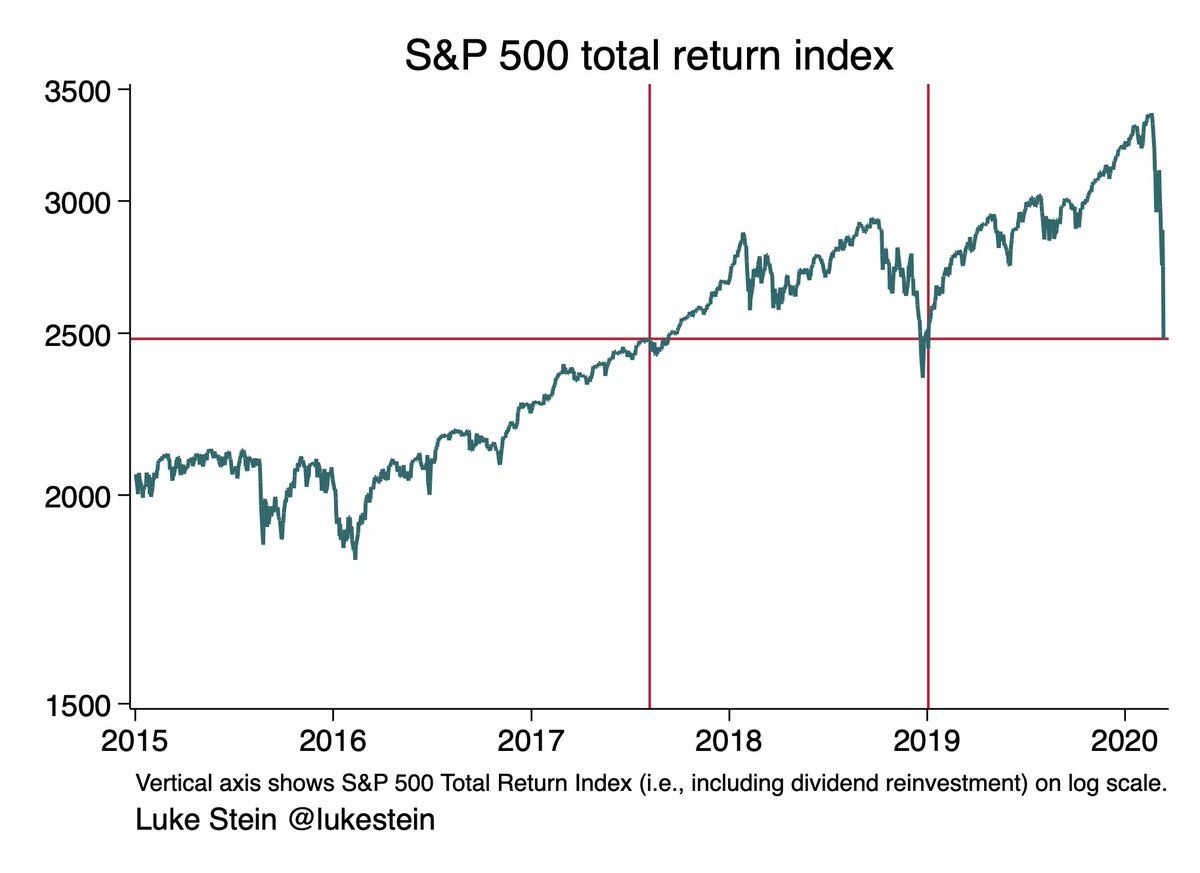 S&P 500 total return index
3500
3000
2500
2000
1500
2015 2016 2017 2018 2019 2020
Vertical axis shows S&P 500 Total Return Index (i.e., including dividend reinvestment) on log scale.
Luke Stein @lukestein